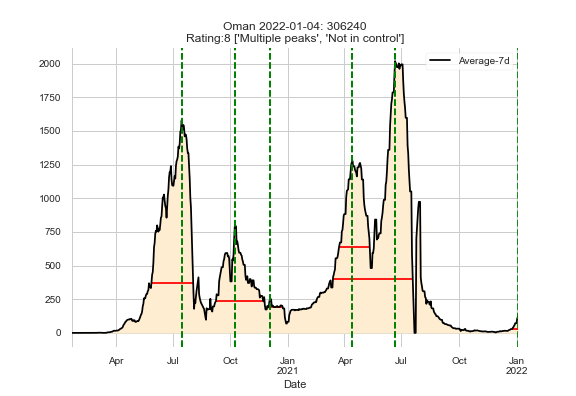 Oman 2022-01-04: 306240
Rating:8 ['Multiple peaks', 'Not in control']
Average-7d
2000
1750
1500
1250
1000
750
500
250
0
Apr Jul Oct Jan Apr Jul Oct Jan
2021 2022
Date